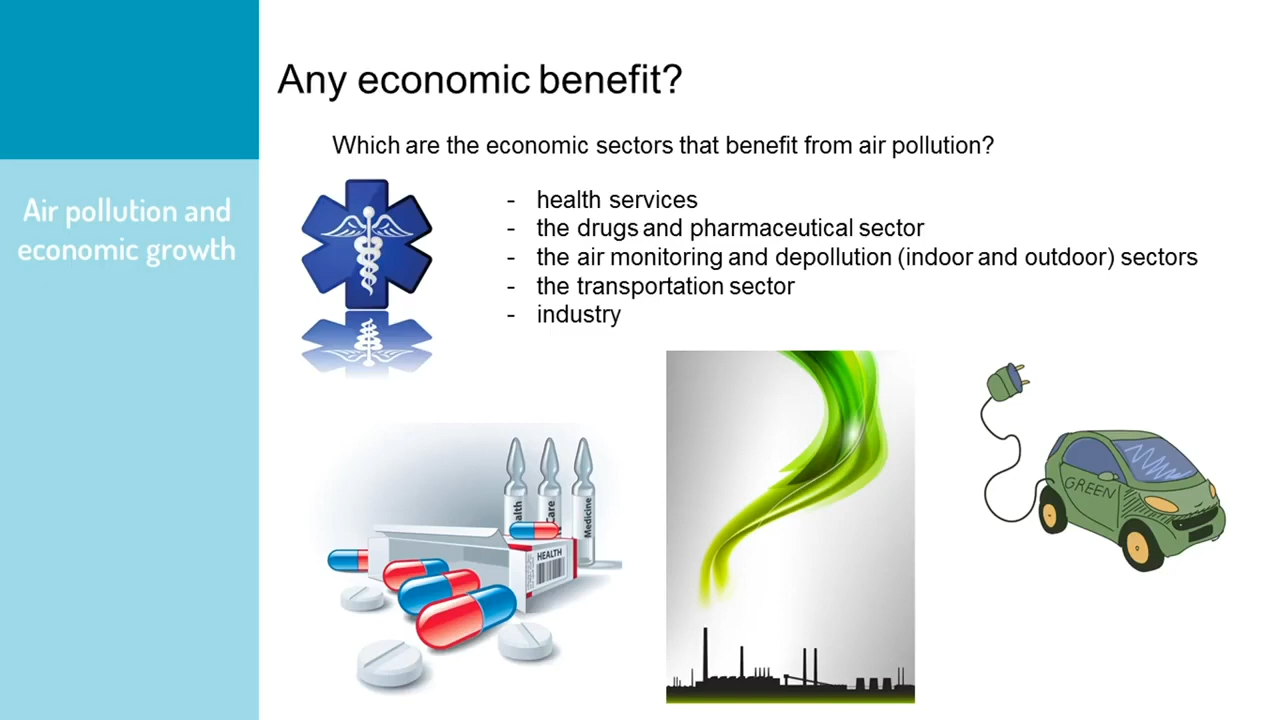 Any economic benefit?
Which are the economic sectors that benefit from air pollution?
Air pollution and
economic growth
- health services
- the drugs and pharmaceutical sector
- the air monitoring and depollution (indoor and outdoor) sectors
- the transportation sector
- industry
GREEN
Medicine
HEALTH